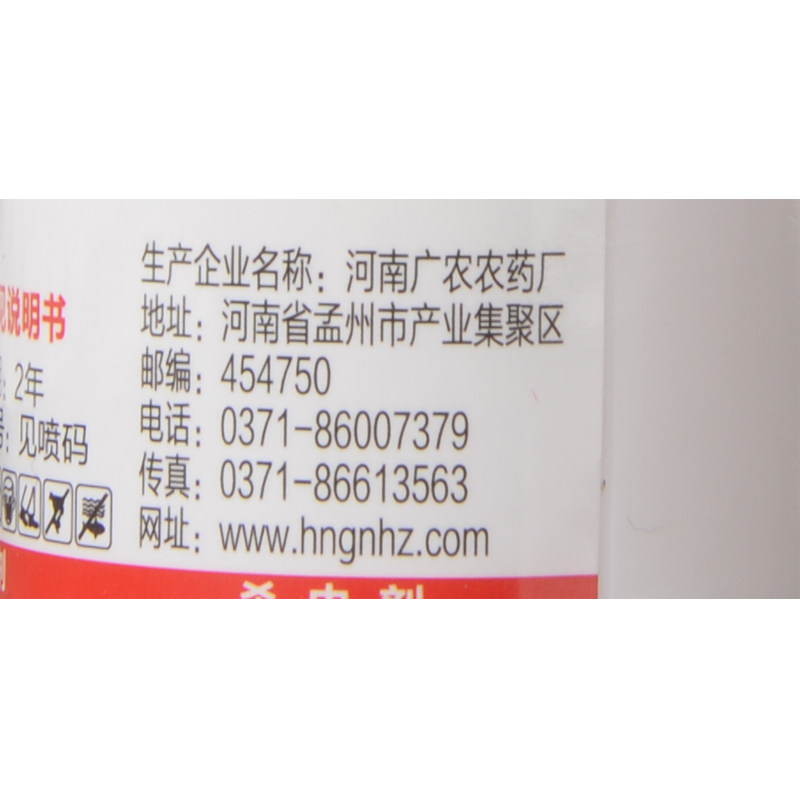 生产企业名称：河南广农农药厂
地址：河南省孟州市产业集聚区
邮编：454750
电话：0371-86007379
传真：0371-86613563
网址：www.hngnhz.com
说明书
：2年
：见喷码